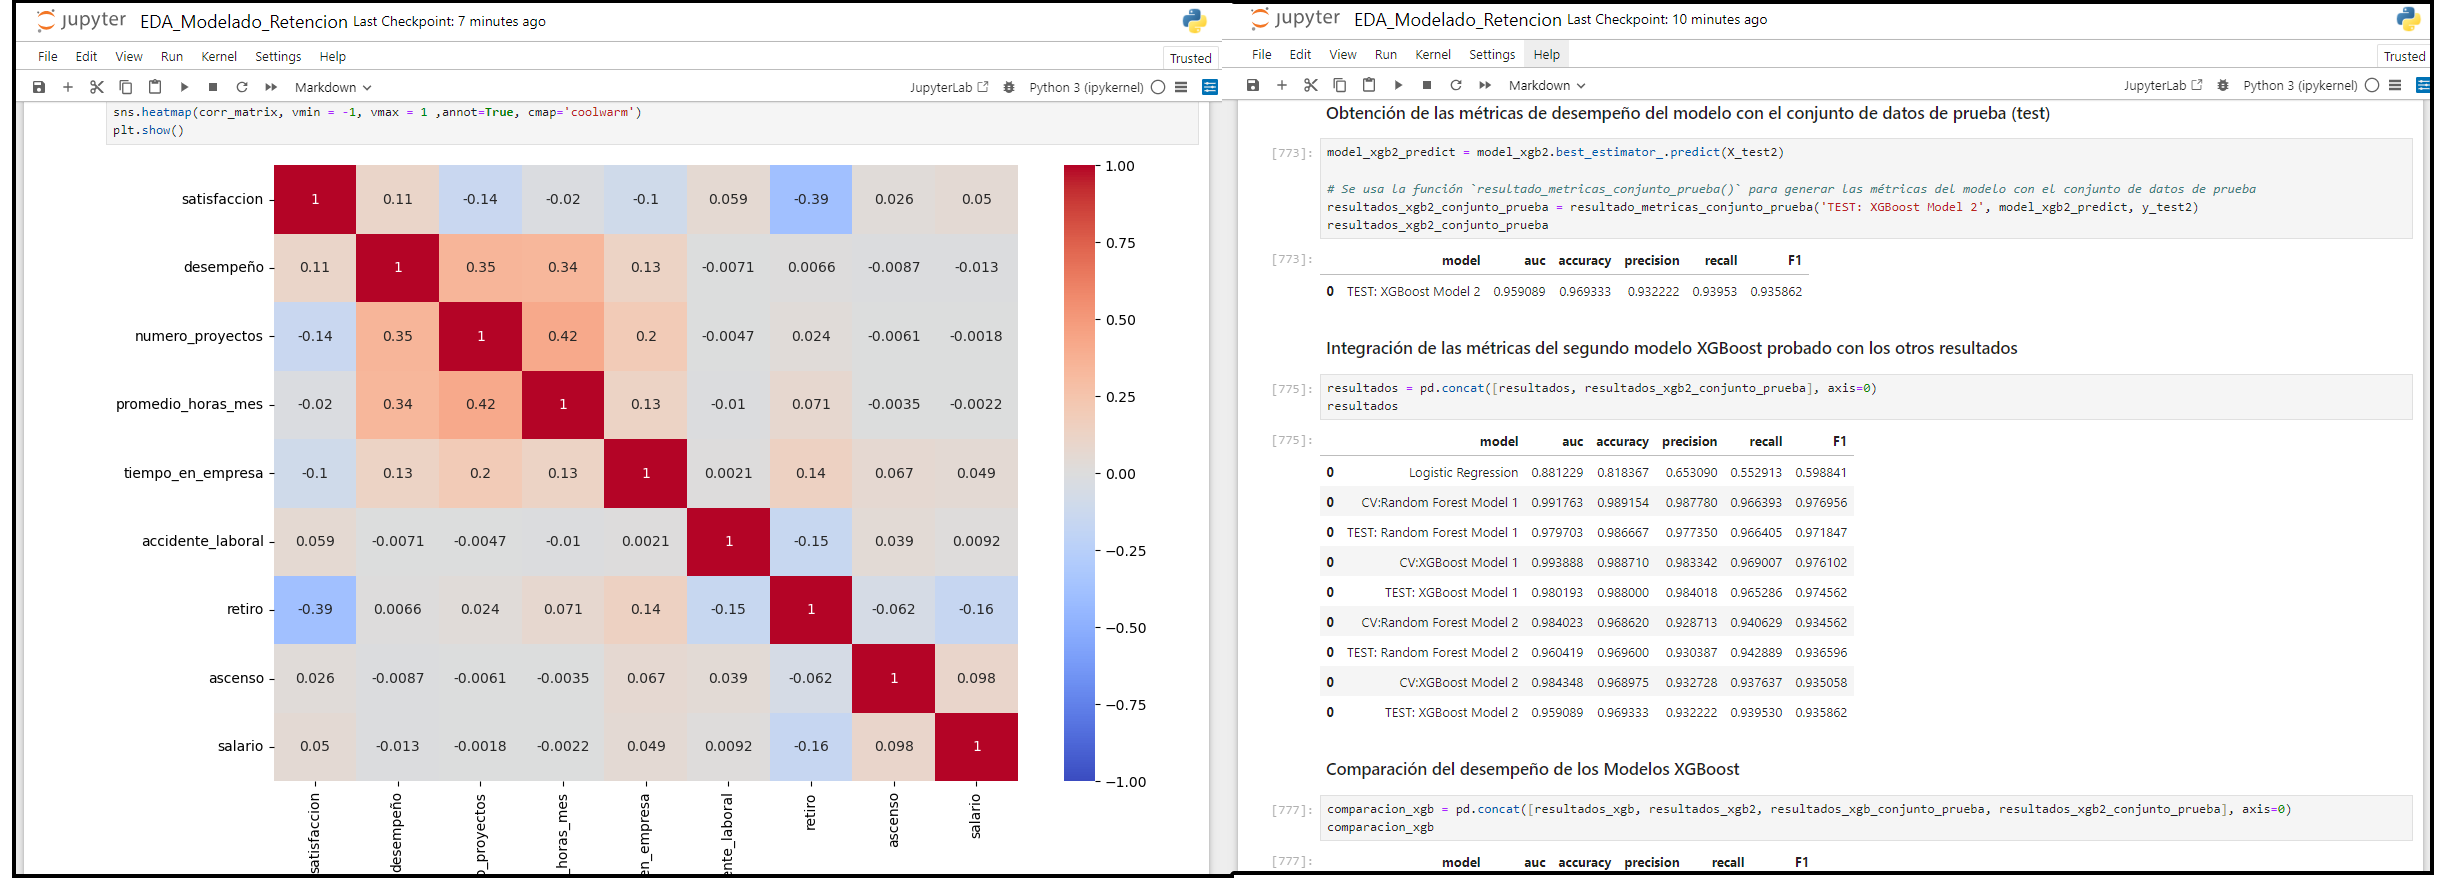 jupyter EDA_Modelado_Retencion Last Checkpoint: 7 minutes ago
File Edit View Run Kernel Settings Help
Trusted
Markdown
JupyterLab
Python 3 (ipykernel)
sns.heatmap(corr_matrix, vmin = -1, vmax = 1 ,annot=True, cmap='coolwarm')
plt.show()
satisfaccion 1 0.11 -0.14 -0.02 -0.1 0.059 -0.39 0.026 0.05
desempeño 0.11 1 0.35 0.34 0.13 -0.0071 0.0066 -0.0087 -0.013
numero_proyectos -0.14 0.35 1 0.42 0.2 -0.0047 0.024 -0.0061 -0.0018
promedio_horas_mes -0.02 0.34 0.42 1 0.13 -0.01 0.071 -0.0035 -0.0022
tiempo_en_empresa -0.1 0.13 0.2 0.13 1 0.0021 0.14 0.067 0.049
accidente_laboral 0.059 -0.0071 -0.0047 -0.01 0.0021 1 -0.15 0.039 0.0092
retiro -0.39 0.0066 0.024 0.071 0.14 -0.15 1 -0.062 -0.16
ascenso 0.026 -0.0087 -0.0061 -0.0035 0.067 0.039 -0.062 1 0.098
salario 0.05 -0.013 -0.0018 -0.0022 0.049 0.0092 -0.16 0.098 1
1.00
0.75
0.50
0.25
0.00
−0.25
−0.50
−0.75
−1.00
satisfaccion
desempeño
o_proyectos
_horas_mes
en_empresa
nte_laboral
retiro
ascenso
salario
jupyter EDA_Modelado_Retencion Last Checkpoint: 10 minutes ago
File Edit View Run Kernel Settings Help
Trusted
Markdown
JupyterLab
Python 3 (ipykernel)
Obtención de las métricas de desempeño del modelo con el conjunto de datos de prueba (test)
[773]: model_xgb2_predict = model_xgb2.best_estimator_.predict(X_test2)
# Se usa la función `resultado_metricas_conjunto_prueba()` para generar las métricas del modelo con el conjunto de datos de prueba
resultados_xgb2_conjunto_prueba = resultado_metricas_conjunto_prueba('TEST: XGBoost Model 2', model_xgb2_predict, y_test2)
resultados_xgb2_conjunto_prueba
[773]: model auc accuracy precision recall F1
0 TEST: XGBoost Model 2 0.959089 0.969333 0.932222 0.93953 0.935862
Integración de las métricas del segundo modelo XGBoost probado con los otros resultados
[775]: resultados = pd.concat([resultados, resultados_xgb2_conjunto_prueba], axis=0)
resultados
[775]: model auc accuracy precision recall F1
0 Logistic Regression 0.881229 0.818367 0.653090 0.552913 0.598841
0 CV:Random Forest Model 1 0.991763 0.989154 0.987780 0.966393 0.976956
0 TEST: Random Forest Model 1 0.979703 0.986667 0.977350 0.966405 0.971847
0 CV:XGBoost Model 1 0.993888 0.988710 0.983342 0.969007 0.976102
0 TEST: XGBoost Model 1 0.980193 0.988000 0.984018 0.965286 0.974562
0 CV:Random Forest Model 2 0.984023 0.968620 0.928713 0.940629 0.934562
0 TEST: Random Forest Model 2 0.960419 0.969600 0.930387 0.942889 0.936596
0 CV:XGBoost Model 2 0.984348 0.968975 0.932728 0.937637 0.935058
0 TEST: XGBoost Model 2 0.959089 0.969333 0.932222 0.939530 0.935862
Comparación del desempeño de los Modelos XGBoost
[777]: comparacion_xgb = pd.concat([resultados_xgb, resultados_xgb2, resultados_xgb_conjunto_prueba, resultados_xgb2_conjunto_prueba], axis=0)
comparacion_xgb
[777]: model auc accuracy precision recall F1